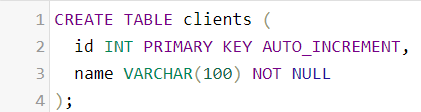 1 CREATE TABLE clients (
2   id INT PRIMARY KEY AUTO_INCREMENT,
3   name VARCHAR(100) NOT NULL
4 );